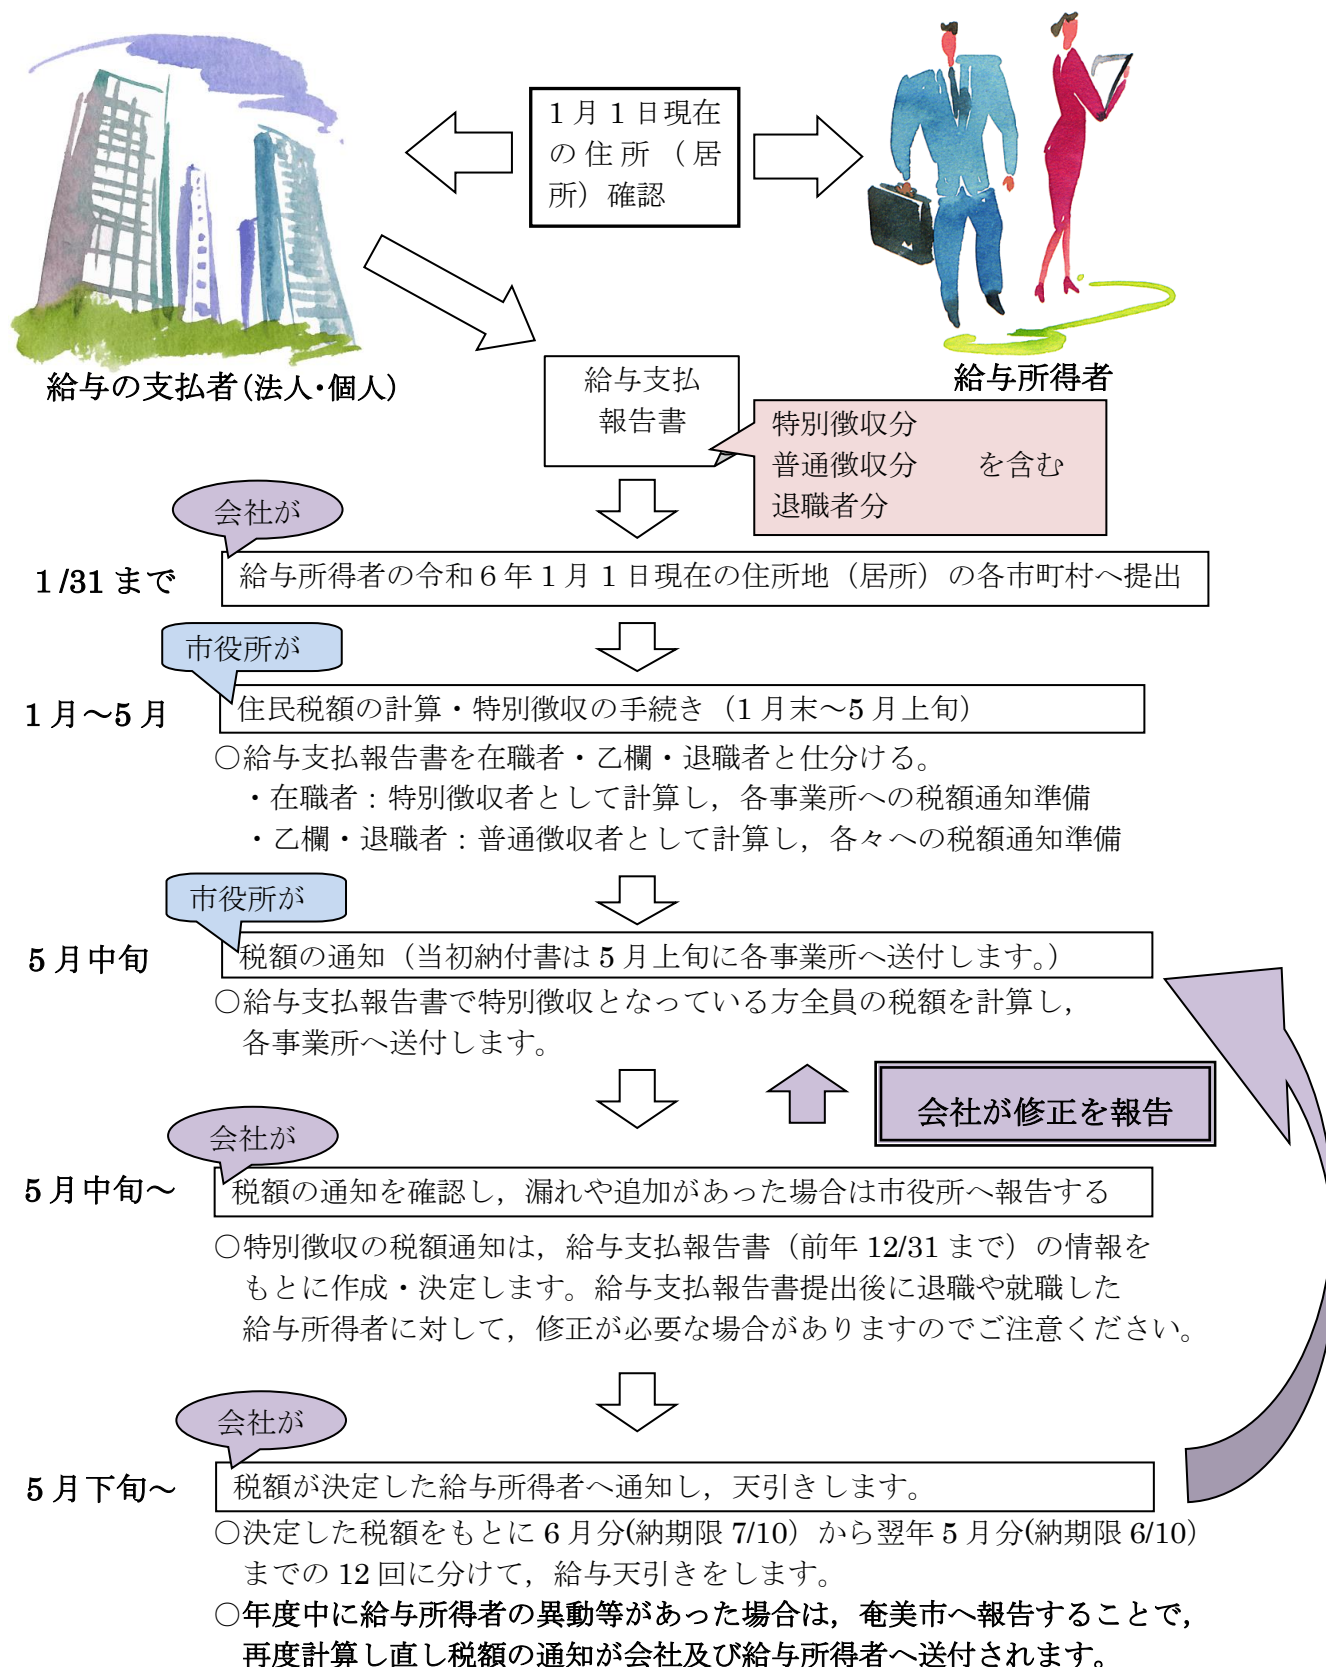 1月1日現在
の住所（居
所）確認
給与の支払者(法人・個人)
給与所得者
給与支払
報告書
特別徴収分
普通徴収分　　を含む
退職者分
会社が
1/31まで
給与所得者の令和６年1月1日現在の住所地（居所）の各市町村へ提出
市役所が
1月～5月
住民税額の計算・特別徴収の手続き（1月末～5月上旬）
○給与支払報告書を在職者・乙欄・退職者と仕分ける。
・在職者：特別徴収者として計算し，各事業所への税額通知準備
・乙欄・退職者：普通徴収者として計算し，各々への税額通知準備
市役所が
5月中旬
税額の通知（当初納付書は5月上旬に各事業所へ送付します。）
○給与支払報告書で特別徴収となっている方全員の税額を計算し，
各事業所へ送付します。
会社が修正を報告
会社が
5月中旬～
税額の通知を確認し，漏れや追加があった場合は市役所へ報告する
○特別徴収の税額通知は，給与支払報告書（前年12/31まで）の情報を
もとに作成・決定します。給与支払報告書提出後に退職や就職した
給与所得者に対して，修正が必要な場合がありますのでご注意ください。
会社が
5月下旬～
税額が決定した給与所得者へ通知し，天引きします。
○決定した税額をもとに6月分(納期限7/10）から翌年5月分(納期限6/10）
までの12回に分けて，給与天引きをします。
○年度中に給与所得者の異動等があった場合は，奄美市へ報告することで，
再度計算し直し税額の通知が会社及び給与所得者へ送付されます。